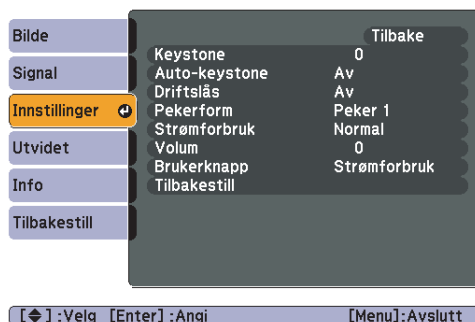 Bilde
Signal
Innstillinger
Utvidet
Info
Tilbakestill
Tilbake
Keystone 0
Auto-keystone Av
Driftslås Av
Pekerform Peker 1
Strømforbruk Normal
Volum 0
Brukerknapp Strømforbruk
Tilbakestill
[◆] :Velg [Enter] :Angi [Menu]:Avslutt